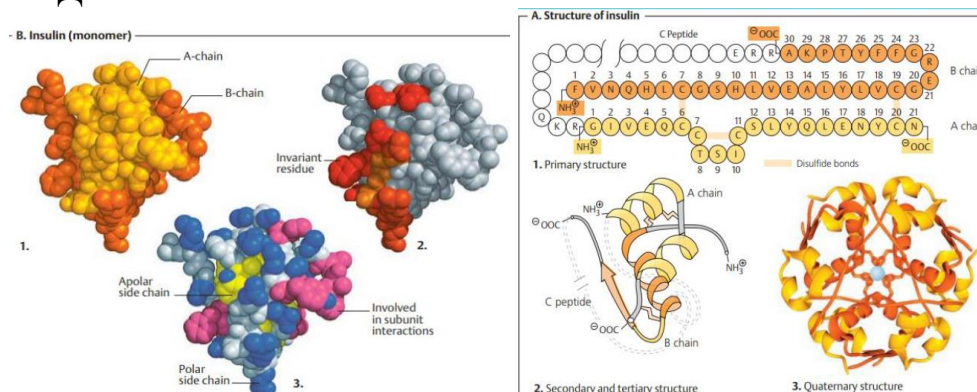 B. Insulin (monomer)
A-chain
B-chain
Invariant
residue
1.
2.
Apolar
side chain
Involved
in subunit
interactions
Polar
side chain
3.
A. Structure of insulin
⊖OOC
C Peptide
30 29 28 27 26 25 24 23
E R R A K P T Y F F G
22
R
B chain
E
21
1 2 3 4 5 6 7 8 9 10 11 12 13 14 15 16 17 18 19 20
F V N Q H L C G S H L V E A L Y L V C G
NH3⊕
A chai
1 2 3 4 5 6 7 11 12 13 14 15 16 17 18 19 20 21
Q K R G I V E Q C C S L Y Q L E N Y C N
NH3⊕
T S I
8 9 10
⊖OOC
1. Primary structure
Disulfide bonds
A chain
NH3⊕
⊖OOC
NH3⊕
C peptide
⊖OOC
B chain
2. Secondary and tertiary structure
3. Quaternary structure